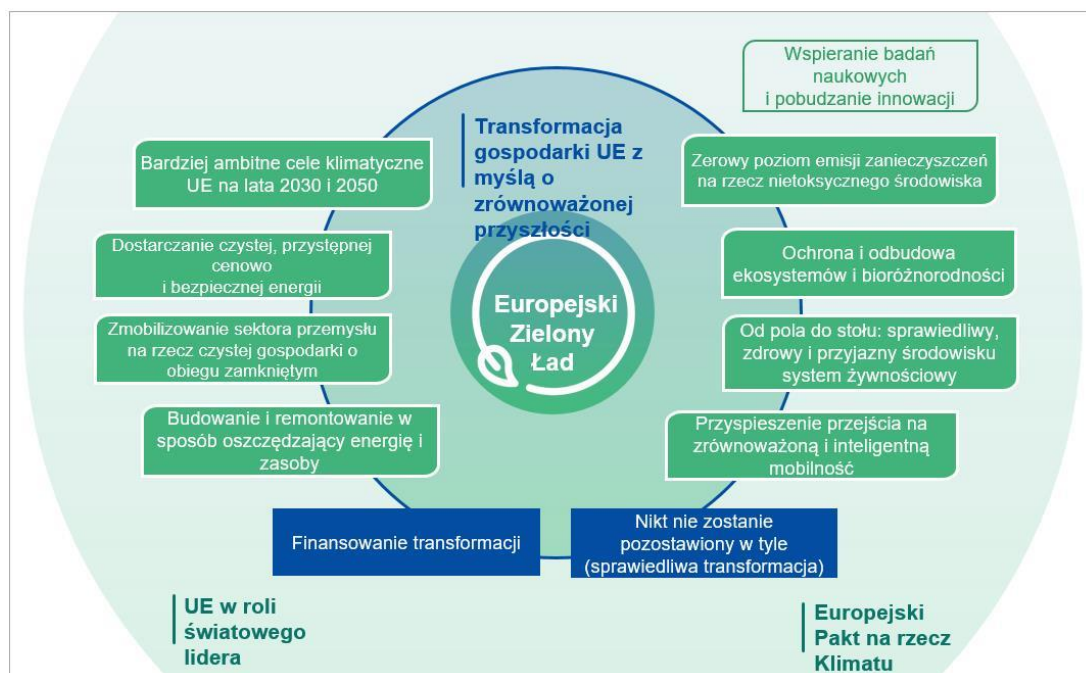 Wspieranie badań
naukowych
i pobudzanie innowacji
Transformacja
gospodarki UE z
myślą o
zrównoważonej
przyszłości
Bardziej ambitne cele klimatyczne
UE na lata 2030 i 2050
Zerowy poziom emisji zanieczyszczeń
na rzecz nietoksycznego środowiska
Dostarczanie czystej, przystępnej
cenowo
i bezpiecznej energii
Ochrona i odbudowa
ekosystemów i bioróżnorodności
Europejski
Zielony
Ład
Zmobilizowanie sektora przemysłu
na rzecz czystej gospodarki o
obiegu zamkniętym
Od pola do stołu: sprawiedliwy,
zdrowy i przyjazny środowisku
system żywnościowy
Budowanie i remontowanie w
sposób oszczędzający energię i
zasoby
Przyspieszenie przejścia na
zrównoważoną i inteligentną
mobilność
Finansowanie transformacji
Nikt nie zostanie
pozostawiony w tyle
(sprawiedliwa transformacja)
UE w roli
światowego
lidera
Europejski
Pakt na rzecz
Klimatu